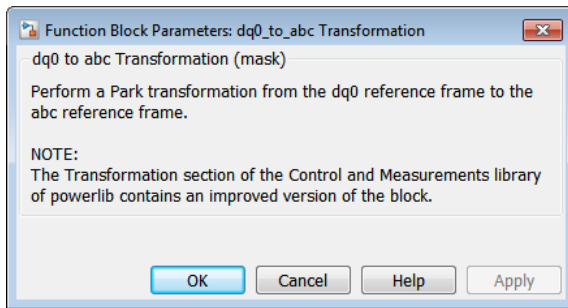 Function Block Parameters: dq0_to_abc Transformation
dq0 to abc Transformation (mask)
Perform a Park transformation from the dq0 reference frame to the
abc reference frame.
NOTE:
The Transformation section of the Control and Measurements library
of powerlib contains an improved version of the block.
OK Cancel Help Apply